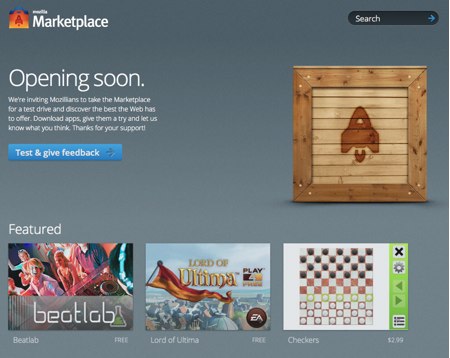 mozilla
Marketplace
Search
Opening soon.
We're inviting Mozillians to take the Marketplace
for a test drive and discover the best the Web has
to offer. Download apps, give them a try and let us
know what you think. Thanks for your support!
Test & give feedback
Featured
beatlab
LORD OF
Ultima
PLAY
FREE
EA
Beatlab FREE
Lord of Ultima FREE
Checkers $2.99